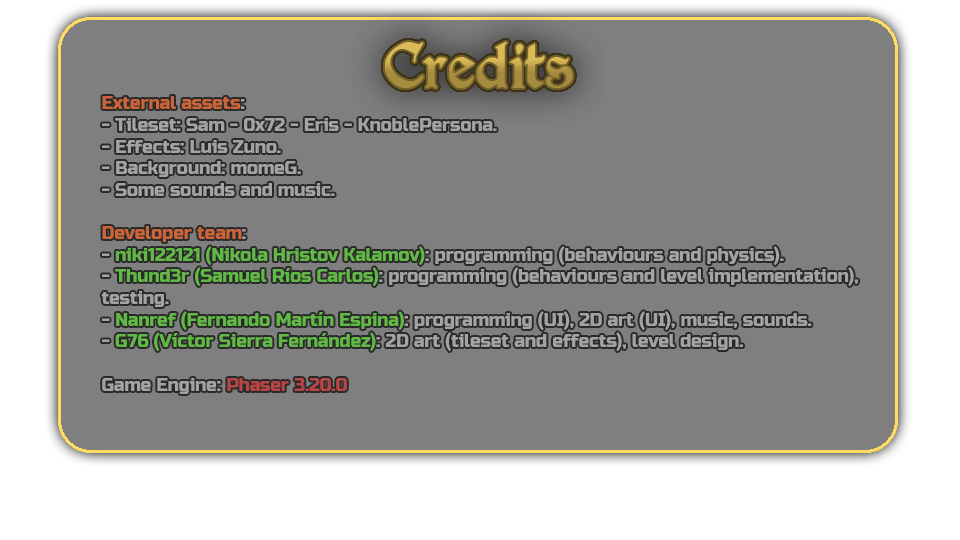 Credits
External assets:
- Tileset: Sam - 0x72 - Eris - KnoblePersona.
- Effects: Luis Zuno.
- Background: momeG.
- Some sounds and music.
Developer team:
- niki122121 (Nikola Hristov Kalamov): programming (behaviours and physics).
- Thund3r (Samuel Ríos Carlos): programming (behaviours and level implementation),
testing.
- Nanref (Fernando Martín Espina): programming (UI), 2D art (UI), music, sounds.
- G76 (Víctor Sierra Fernández): 2D art (tileset and effects), level design.
Game Engine: Phaser 3.20.0